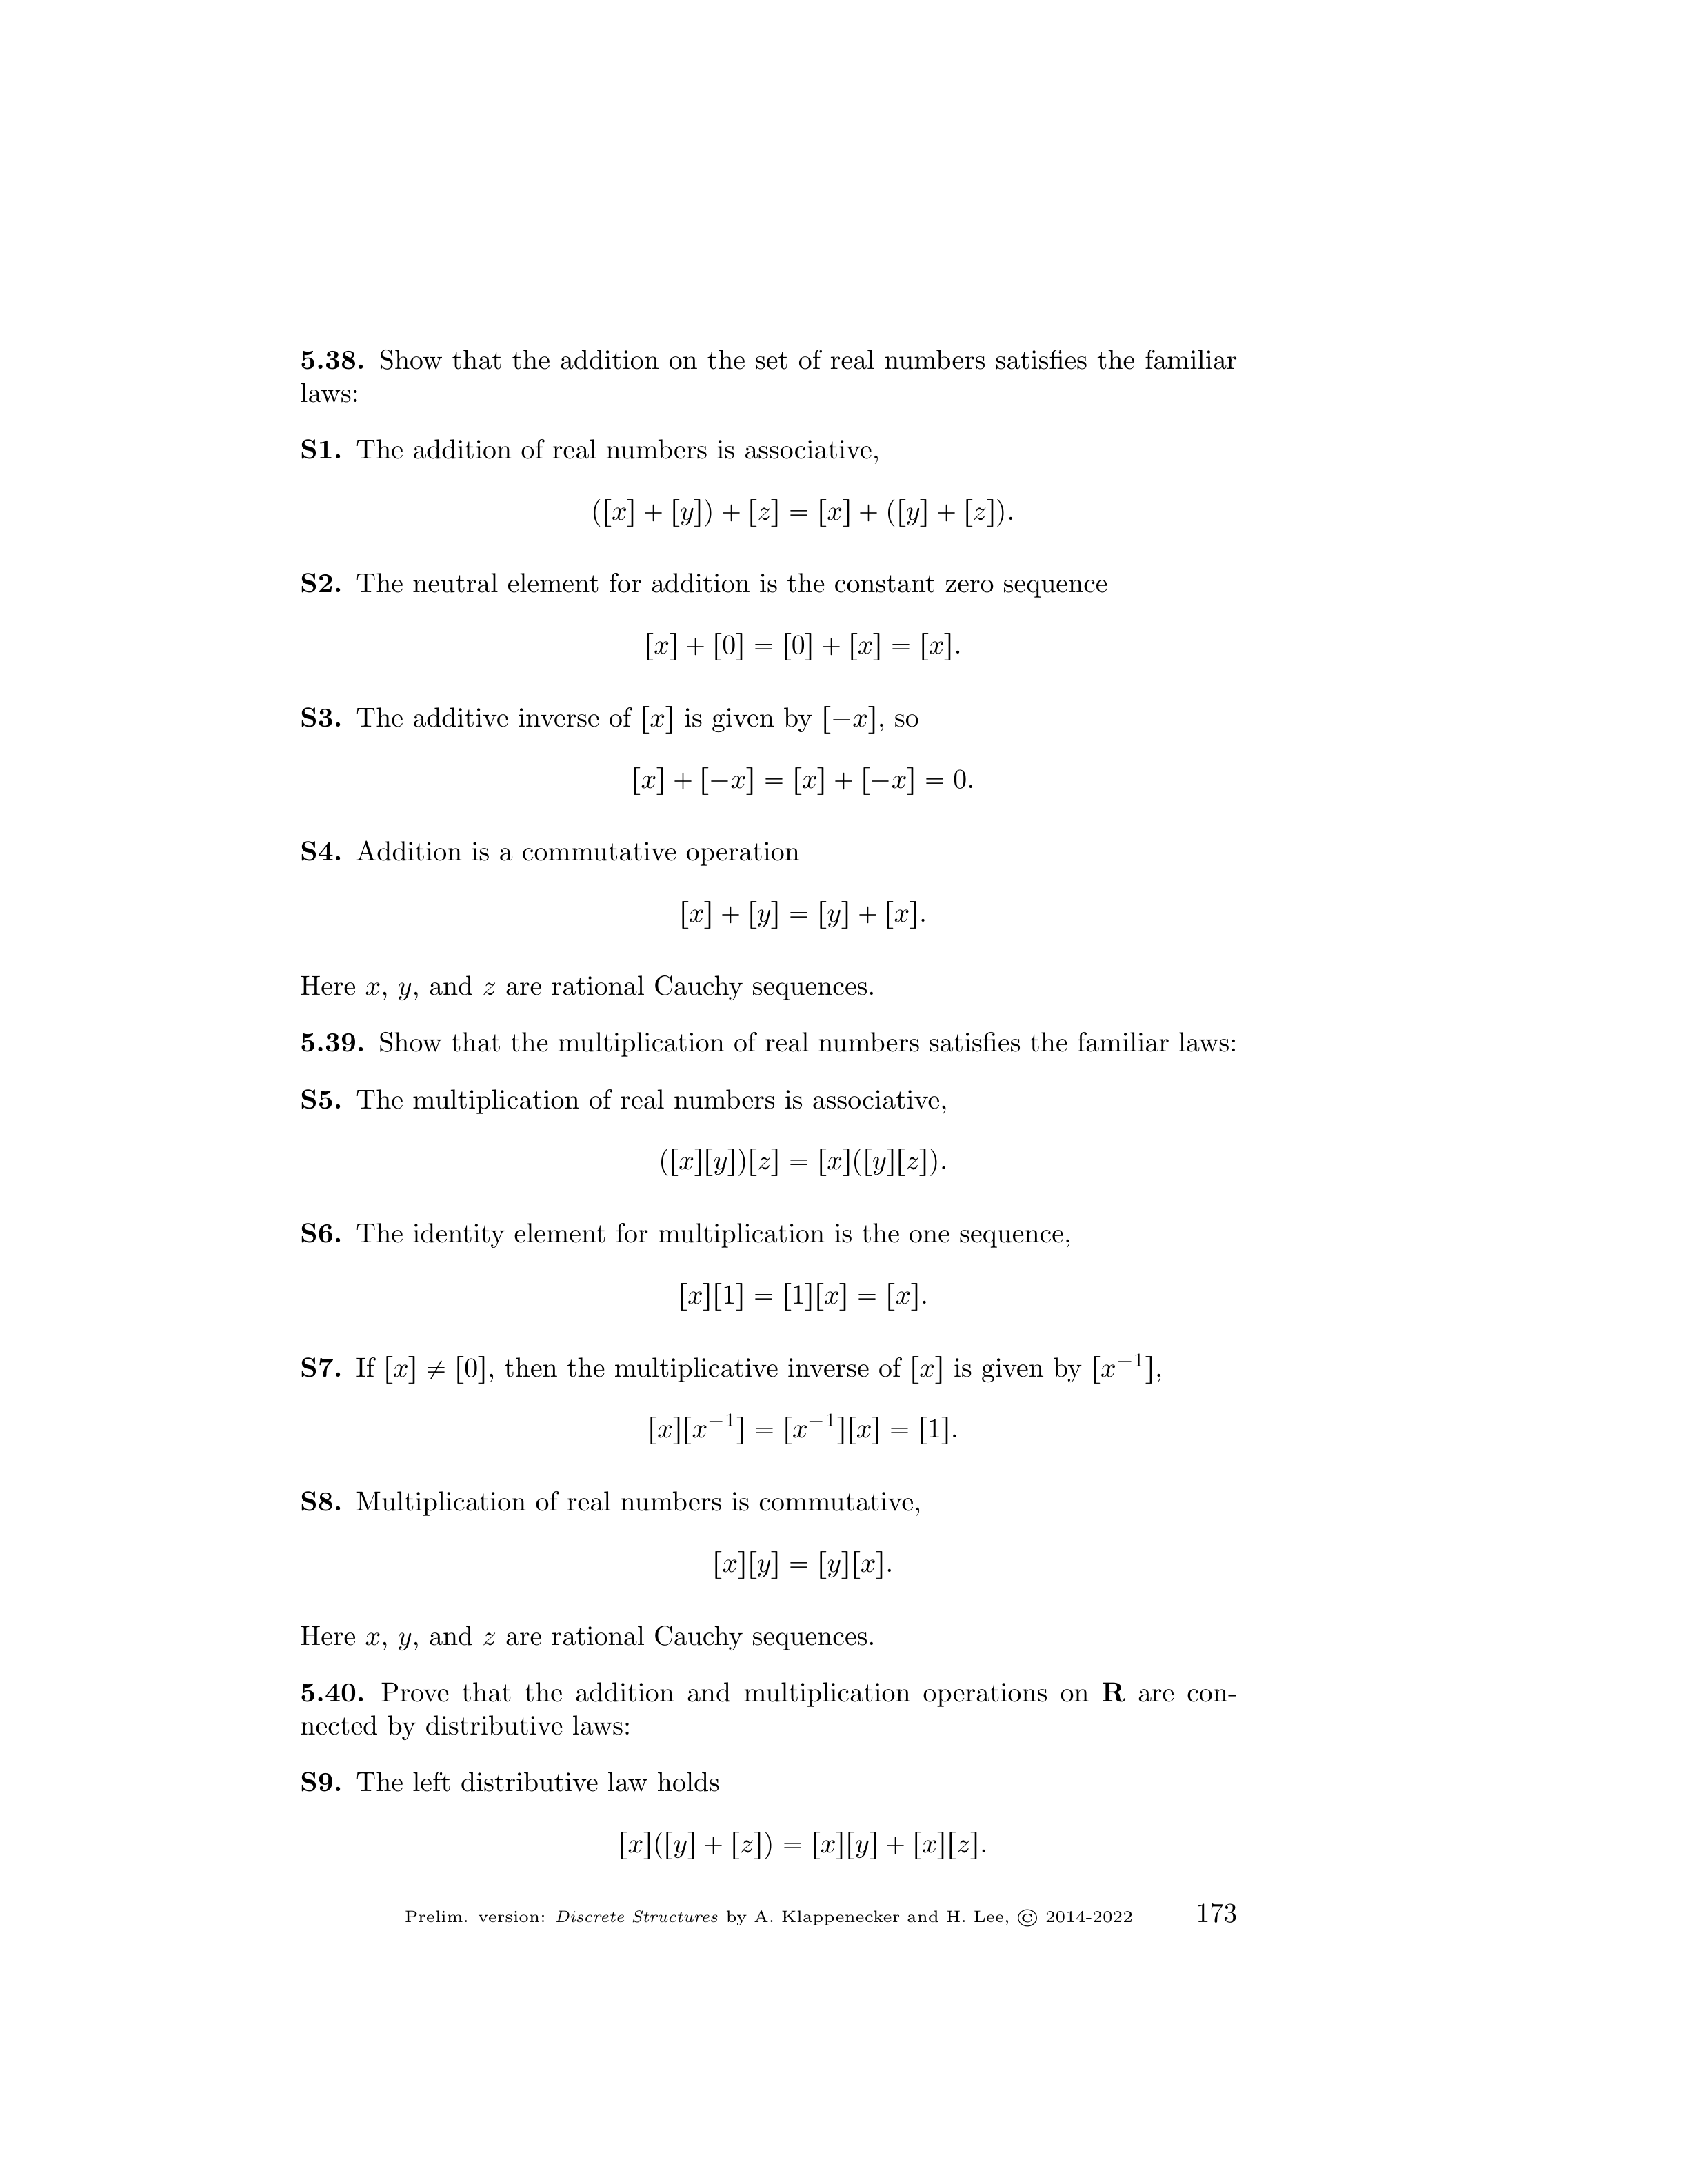 5.38. Show that the addition on the set of real numbers satisfies the familiar
laws:
S1. The addition of real numbers is associative,
([x] + [y]) + [z] = [x] + ([y] + [z]).
S2. The neutral element for addition is the constant zero sequence
[x] + [0] = [0] + [x] = [x].
S3. The additive inverse of [x] is given by [−x], so
[x] + [−x] = [x] + [−x] = 0.
S4. Addition is a commutative operation
[x] + [y] = [y] + [x].
Here x, y, and z are rational Cauchy sequences.
5.39. Show that the multiplication of real numbers satisfies the familiar laws:
S5. The multiplication of real numbers is associative,
([x][y])[z] = [x]([y][z]).
S6. The identity element for multiplication is the one sequence,
[x][1] = [1][x] = [x].
S7. If [x] ≠ [0], then the multiplicative inverse of [x] is given by [x⁻¹],
[x][x⁻¹] = [x⁻¹][x] = [1].
S8. Multiplication of real numbers is commutative,
[x][y] = [y][x].
Here x, y, and z are rational Cauchy sequences.
5.40. Prove that the addition and multiplication operations on R are con-
nected by distributive laws:
S9. The left distributive law holds
[x]([y] + [z]) = [x][y] + [x][z].
Prelim. version: Discrete Structures by A. Klappenecker and H. Lee, © 2014-2022 173